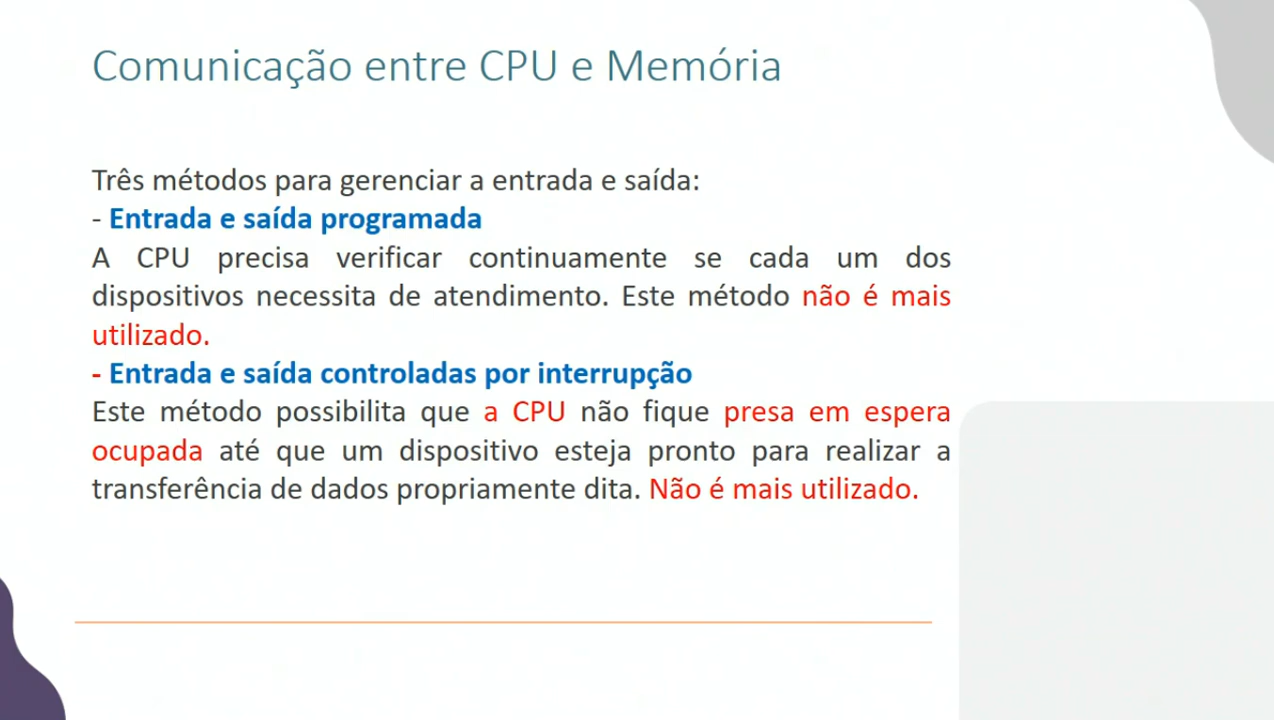 Comunicação entre CPU e Memória
Três métodos para gerenciar a entrada e saída:
- Entrada e saída programada
A CPU precisa verificar continuamente se cada um dos
dispositivos necessita de atendimento. Este método não é mais
utilizado.
- Entrada e saída controladas por interrupção
Este método possibilita que a CPU não fique presa em espera
ocupada até que um dispositivo esteja pronto para realizar a
transferência de dados propriamente dita. Não é mais utilizado.